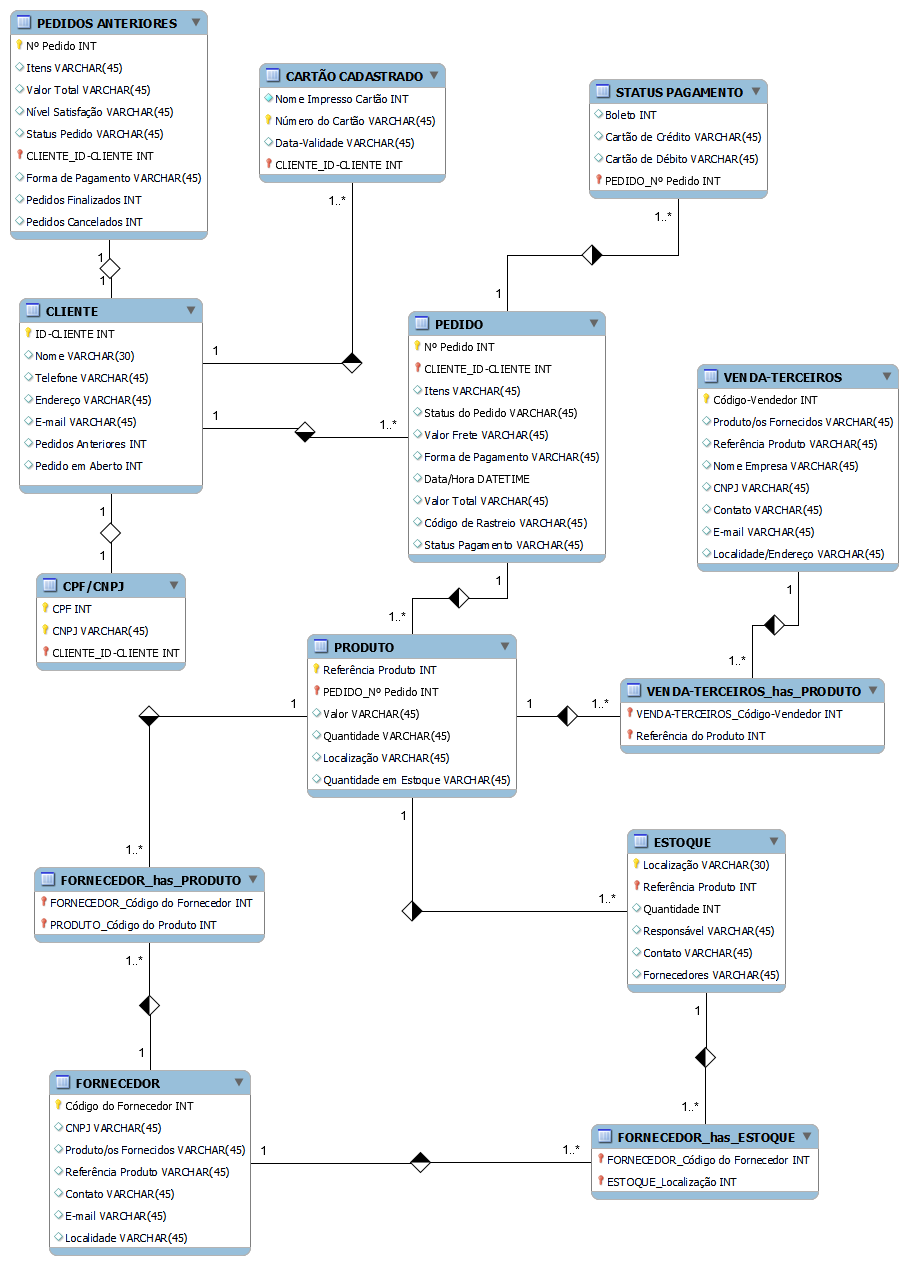 PEDIDOS ANTERIORES
Nº Pedido INT
Itens VARCHAR(45)
Valor Total VARCHAR(45)
Nível Satisfação VARCHAR(45)
Status Pedido VARCHAR(45)
CLIENTE_ID-CLIENTE INT
Forma de Pagamento VARCHAR(45)
Pedidos Finalizados INT
Pedidos Cancelados INT
CARTÃO CADASTRADO
Nome Impresso Cartão INT
Número do Cartão VARCHAR(45)
Data-Validade VARCHAR(45)
CLIENTE_ID-CLIENTE INT
STATUS PAGAMENTO
Boleto INT
Cartão de Crédito VARCHAR(45)
Cartão de Débito VARCHAR(45)
PEDIDO_Nº Pedido INT
1..*
1..*
1
1
1
CLIENTE
ID-CLIENTE INT
Nome VARCHAR(30)
Telefone VARCHAR(45)
Endereço VARCHAR(45)
E-mail VARCHAR(45)
Pedidos Anteriores INT
Pedido em Aberto INT
1
1
1..*
PEDIDO
Nº Pedido INT
CLIENTE_ID-CLIENTE INT
Itens VARCHAR(45)
Status do Pedido VARCHAR(45)
Valor Frete VARCHAR(45)
Forma de Pagamento VARCHAR(45)
Data/Hora DATETIME
Valor Total VARCHAR(45)
Código de Rastreio VARCHAR(45)
Status Pagamento VARCHAR(45)
VENDA-TERCEIROS
Código-Vendedor INT
Produto/os Fornecidos VARCHAR(45)
Referência Produto VARCHAR(45)
Nome Empresa VARCHAR(45)
CNPJ VARCHAR(45)
Contato VARCHAR(45)
E-mail VARCHAR(45)
Localidade/Endereço VARCHAR(45)
1
1
CPF/CNPJ
CPF INT
CNPJ VARCHAR(45)
CLIENTE_ID-CLIENTE INT
1
1..*
1
1..*
PRODUTO
Referência Produto INT
PEDIDO_Nº Pedido INT
Valor VARCHAR(45)
Quantidade VARCHAR(45)
Localização VARCHAR(45)
Quantidade em Estoque VARCHAR(45)
VENDA-TERCEIROS_has_PRODUTO
VENDA-TERCEIROS_Código-Vendedor INT
Referência do Produto INT
1
1
1..*
1
1..*
1..*
ESTOQUE
Localização VARCHAR(30)
Referência Produto INT
Quantidade INT
Responsável VARCHAR(45)
Contato VARCHAR(45)
Fornecedores VARCHAR(45)
FORNECEDOR_has_PRODUTO
FORNECEDOR_Código do Fornecedor INT
PRODUTO_Código do Produto INT
1..*
1
1
1..*
FORNECEDOR
Código do Fornecedor INT
CNPJ VARCHAR(45)
Produto/os Fornecidos VARCHAR(45)
Referência Produto VARCHAR(45)
Contato VARCHAR(45)
E-mail VARCHAR(45)
Localidade VARCHAR(45)
1
1..*
FORNECEDOR_has_ESTOQUE
FORNECEDOR_Código do Fornecedor INT
ESTOQUE_Localização INT